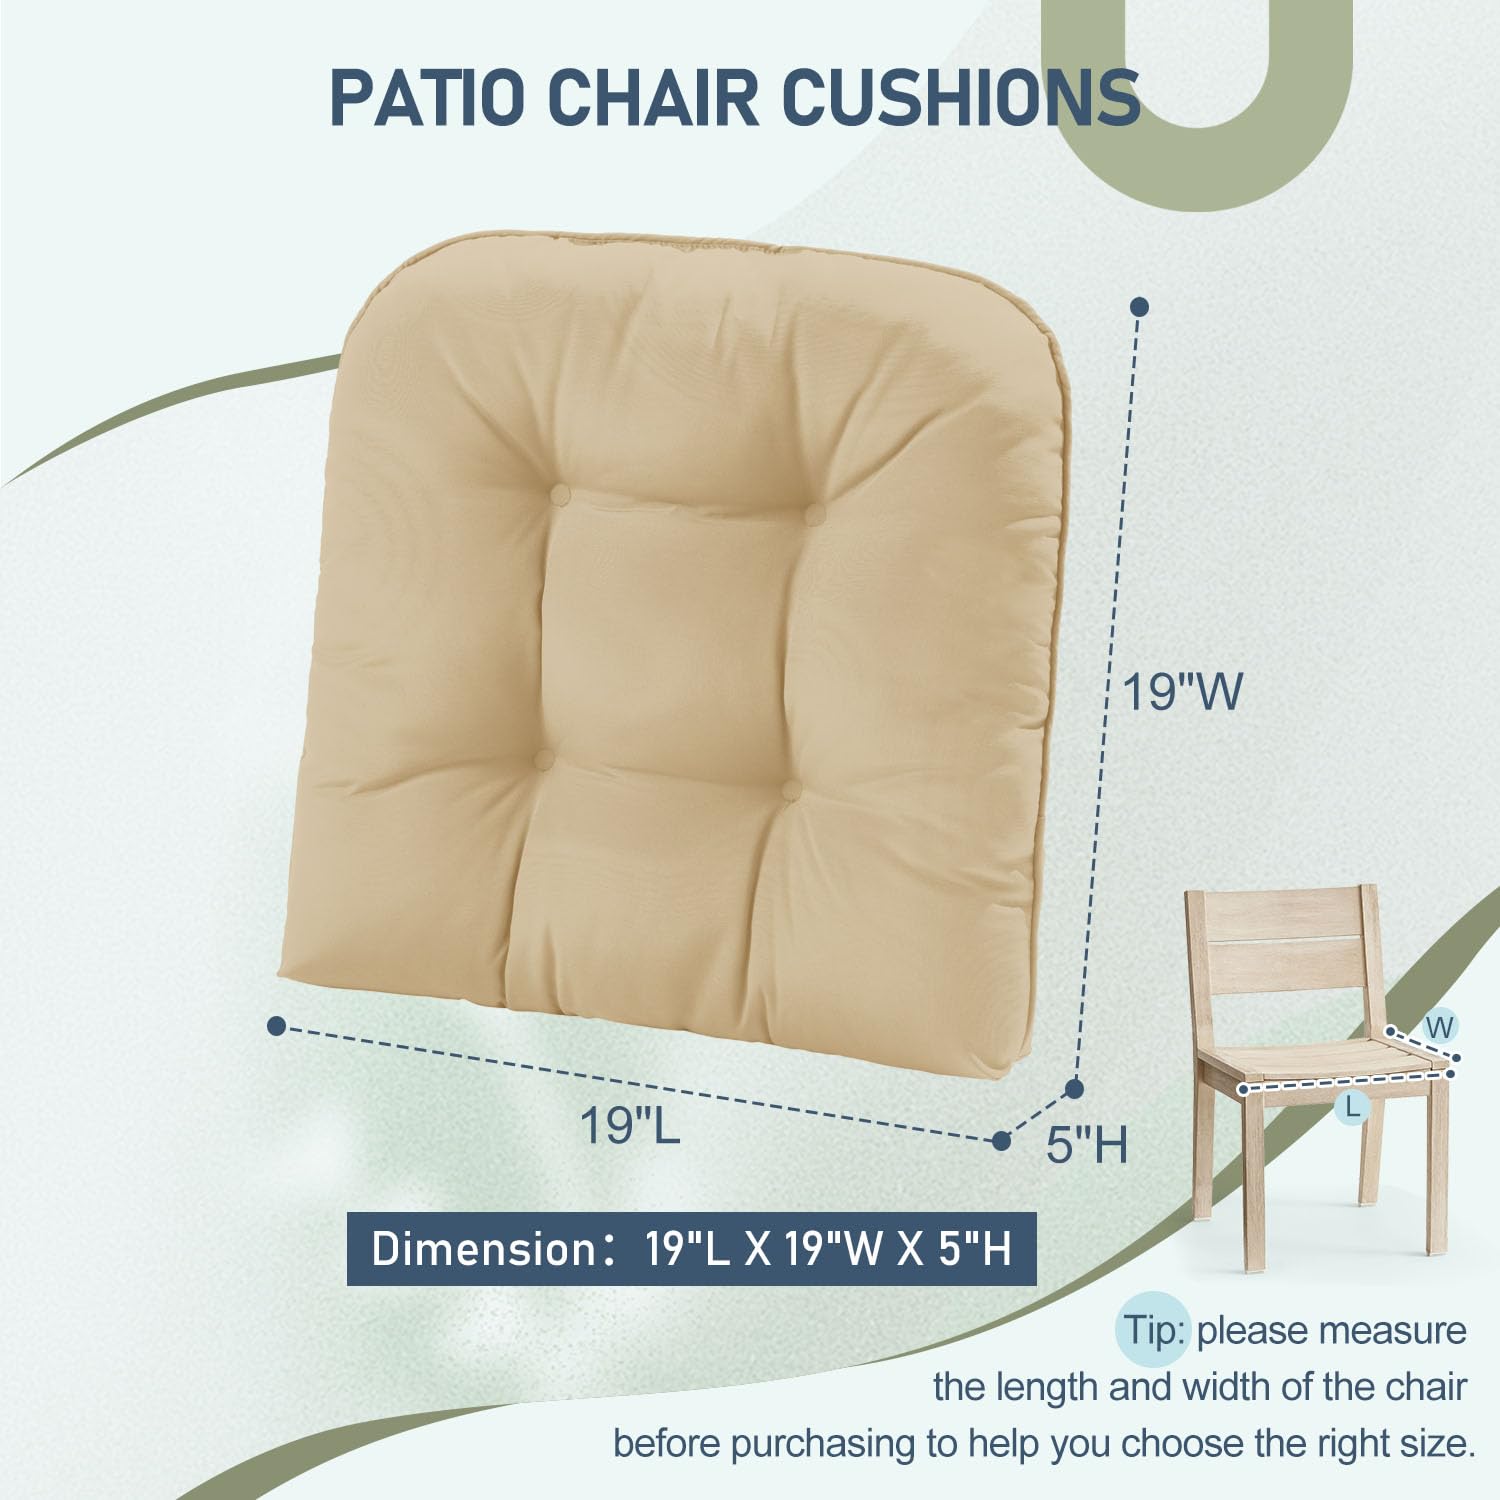 PATIO CHAIR CUSHIONS
19"W
W
L
19"L
5"H
Dimension：19"L X 19"W X 5"H
Tip: please measure
the length and width of the chair
before purchasing to help you choose the right size.